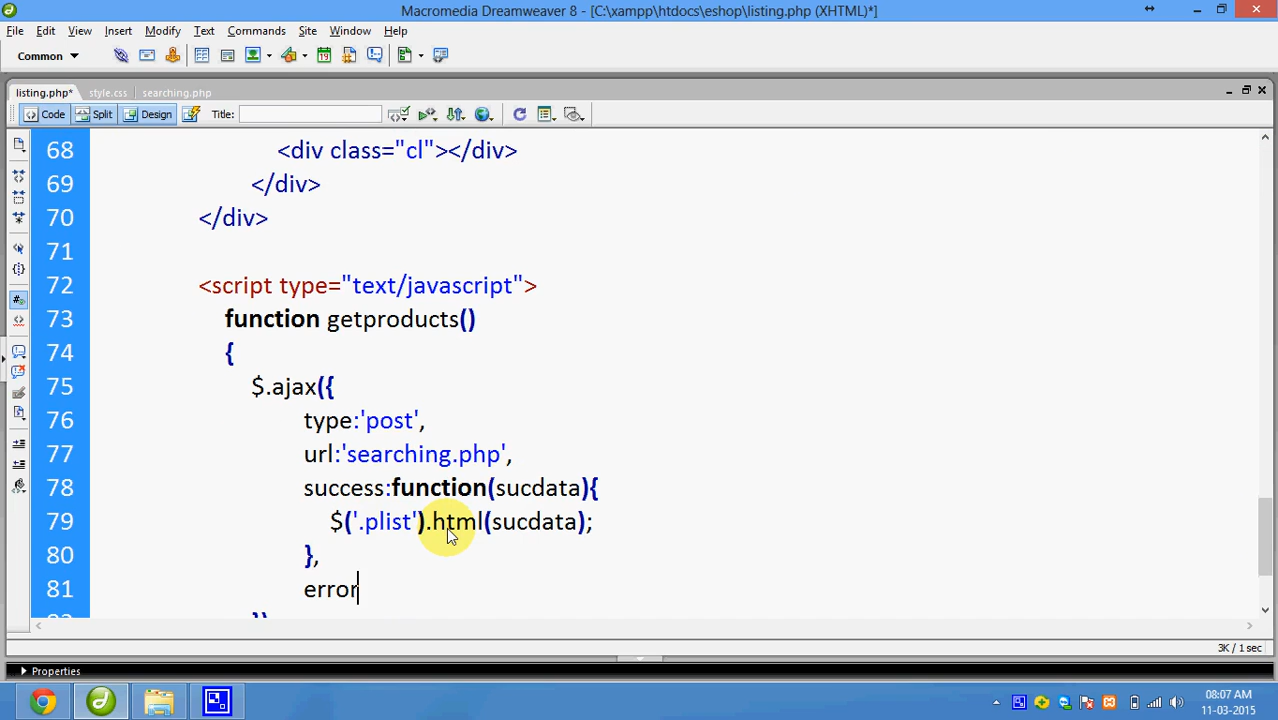 Macromedia Dreamweaver 8 - [C:\xampp\htdocs\eshop\listing.php (XHTML)*]
File Edit View Insert Modify Text Commands Site Window Help
Common
listing.php* style.css searching.php
Code Split Design Title:
68 <div class="cl"></div>
69 </div>
70 </div>
71
72 <script type="text/javascript">
73 function getproducts()
74 {
75 $.ajax({
76 type:'post',
77 url:'searching.php',
78 success:function(sucdata){
79 $('.plist').html(sucdata);
80 },
81 error
})
3K / 1 sec
Properties
08:07 AM
11-03-2015